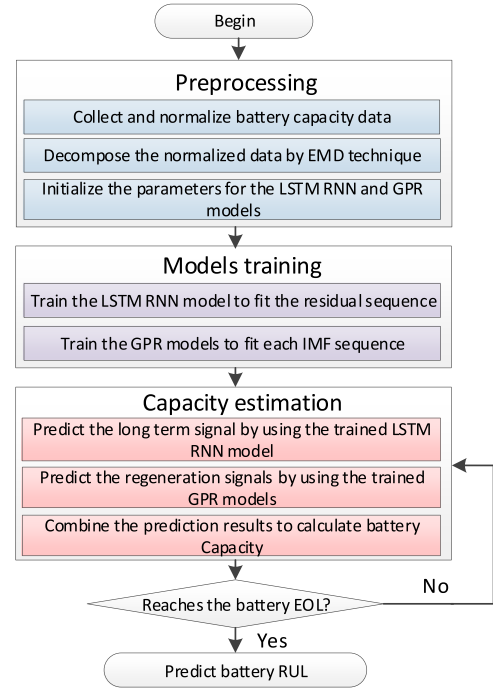 Begin
Preprocessing
Collect and normalize battery capacity data
Decompose the normalized data by EMD technique
Initialize the parameters for the LSTM RNN and GPR
models
Models training
Train the LSTM RNN model to fit the residual sequence
Train the GPR models to fit each IMF sequence
Capacity estimation
Predict the long term signal by using the trained LSTM
RNN model
Predict the regeneration signals by using the trained
GPR models
Combine the prediction results to calculate battery
Capacity
Reaches the battery EOL?
No
Yes
Predict battery RUL